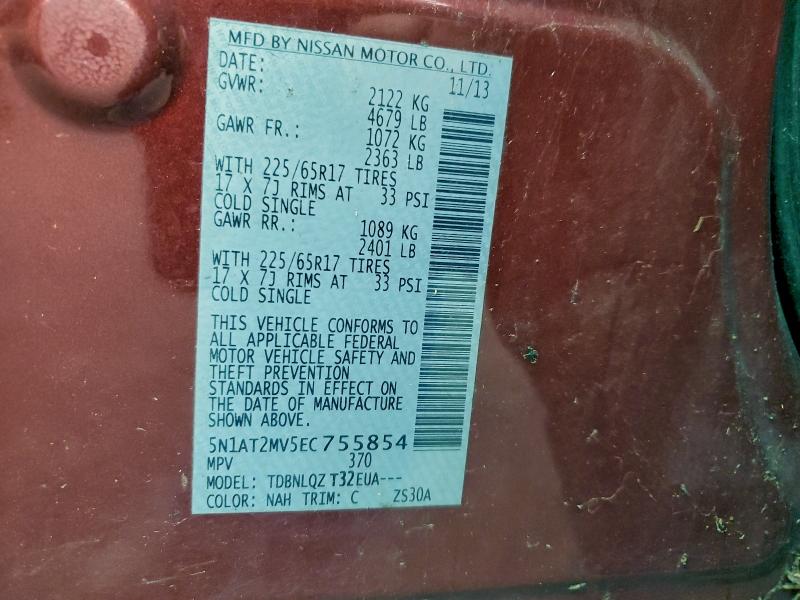 MFD BY NISSAN MOTOR CO., LTD.
DATE: 11/13
GVWR: 2122 KG
4679 LB
GAWR FR.: 1072 KG
2363 LB
WITH 225/65R17 TIRES
17 X 7J RIMS AT 33 PSI
COLD SINGLE
GAWR RR.: 1089 KG
2401 LB
WITH 225/65R17 TIRES
17 X 7J RIMS AT 33 PSI
COLD SINGLE
THIS VEHICLE CONFORMS TO
ALL APPLICABLE FEDERAL
MOTOR VEHICLE SAFETY AND
THEFT PREVENTION
STANDARDS IN EFFECT ON
THE DATE OF MANUFACTURE
SHOWN ABOVE.
5N1AT2MV5EC755854
MPV 370
MODEL: TDBNLQZ T32EUA---
COLOR: NAH TRIM: C ZS30A